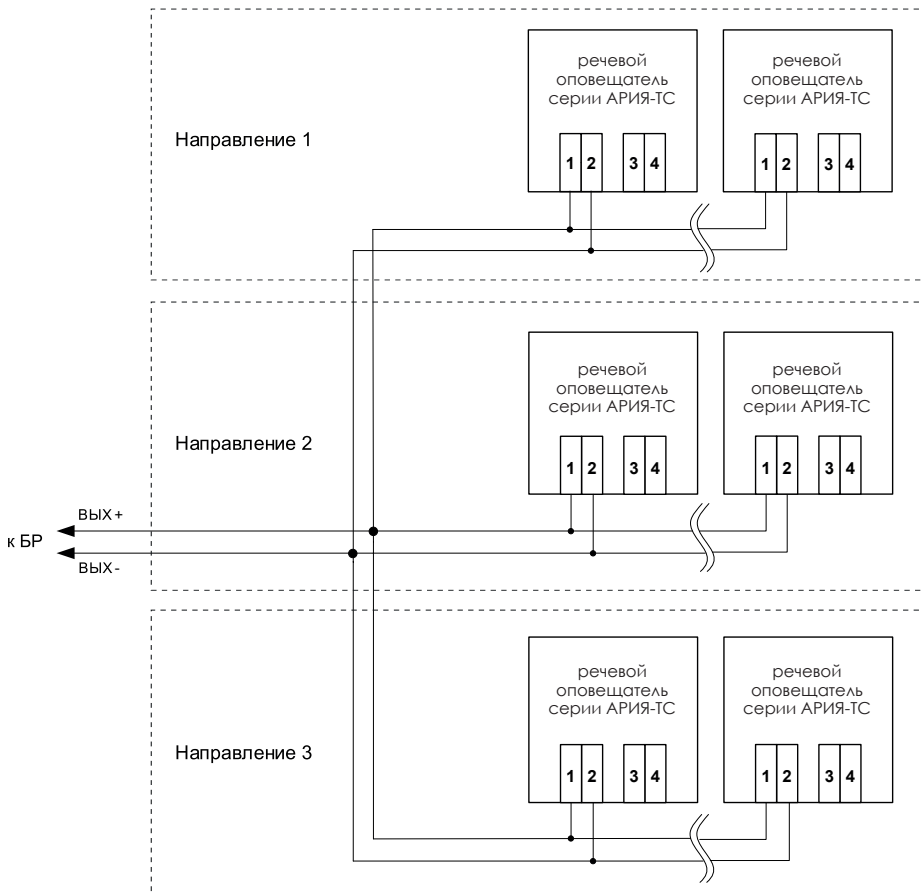 речевой
оповещатель
серии АРИЯ-ТС
речевой
оповещатель
серии АРИЯ-ТС
Направление 1
1 2 3 4
1 2 3 4
речевой
оповещатель
серии АРИЯ-ТС
речевой
оповещатель
серии АРИЯ-ТС
Направление 2
1 2 3 4
1 2 3 4
ВЫХ+
к БР
ВЫХ-
речевой
оповещатель
серии АРИЯ-ТС
речевой
оповещатель
серии АРИЯ-ТС
Направление 3
1 2 3 4
1 2 3 4